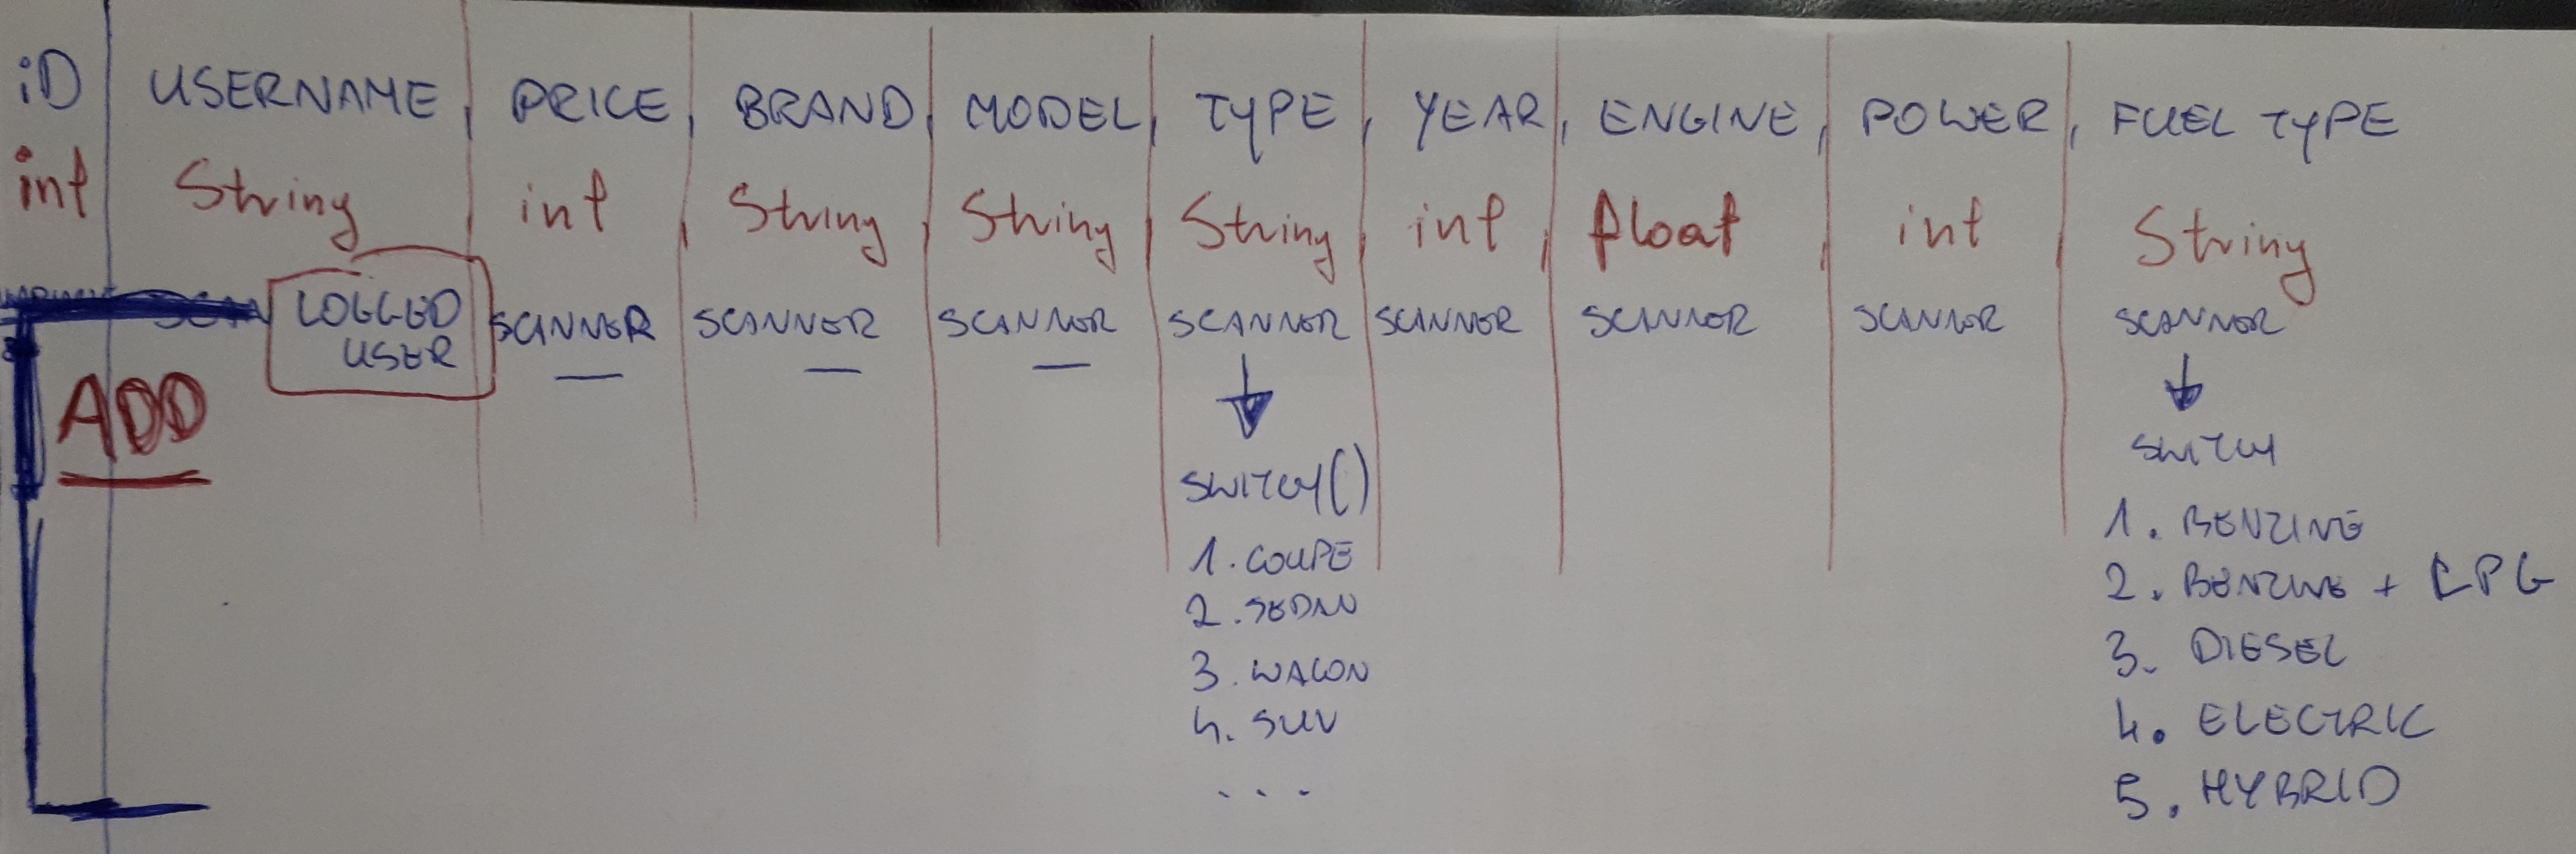 iD USERNAME, PRICE, BRAND, MODEL, TYPE, YEAR, ENGINE, POWER, FUEL TYPE
int String int, String, String, String, int, float, int, String
LOGGED USER SCANNER SCANNER SCANNER SCANNER SCANNER SCANNER SCANNER SCANNER
ADD
SWITCH() SWITCH
1. COUPE 1. BENZINE
2. SEDAN 2. BENZINE + LPG
3. WAGON 3. DIESEL
4. SUV 4. ELECTRIC
... 5. HYBRID